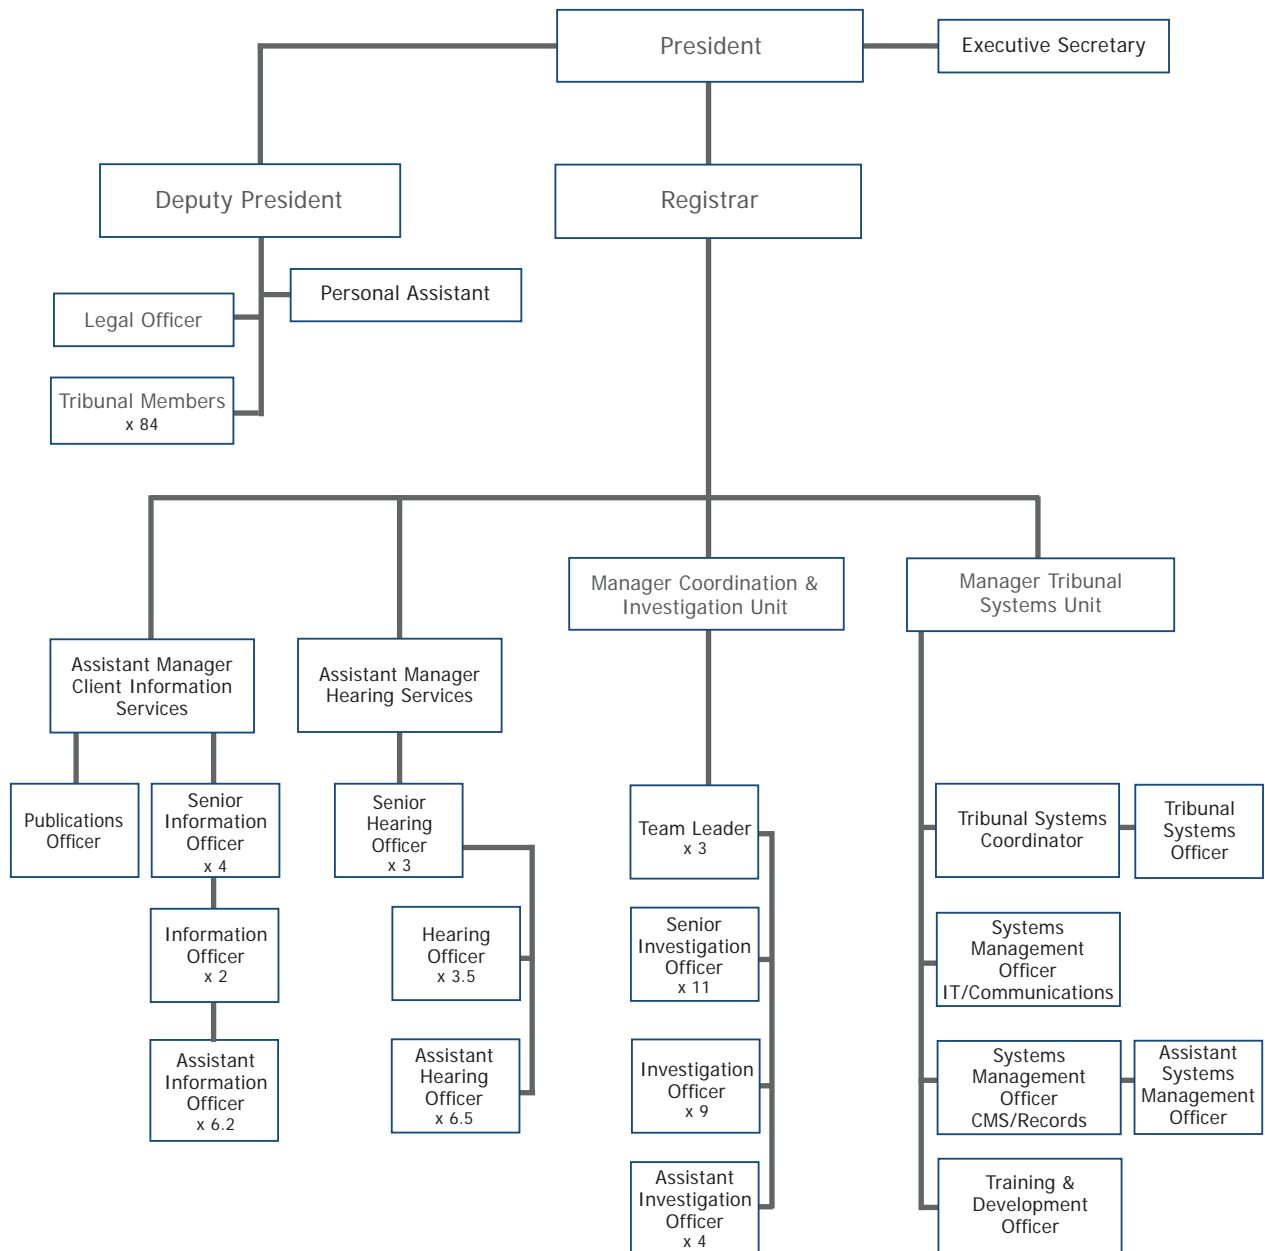 President
Executive Secretary
Deputy President
Registrar
Personal Assistant
Legal Officer
Tribunal Members
x 84
Manager Coordination &
Investigation Unit
Manager Tribunal
Systems Unit
Assistant Manager
Client Information
Services
Assistant Manager
Hearing Services
Publications
Officer
Senior
Information
Officer
x 4
Senior
Hearing
Officer
x 3
Team Leader
x 3
Tribunal Systems
Coordinator
Tribunal
Systems
Officer
Information
Officer
x 2
Hearing
Officer
x 3.5
Senior
Investigation
Officer
x 11
Systems
Management
Officer
IT/Communications
Assistant
Information
Officer
x 6.2
Assistant
Hearing
Officer
x 6.5
Investigation
Officer
x 9
Systems
Management
Officer
CMS/Records
Assistant
Systems
Management
Officer
Assistant
Investigation
Officer
x 4
Training &
Development
Officer